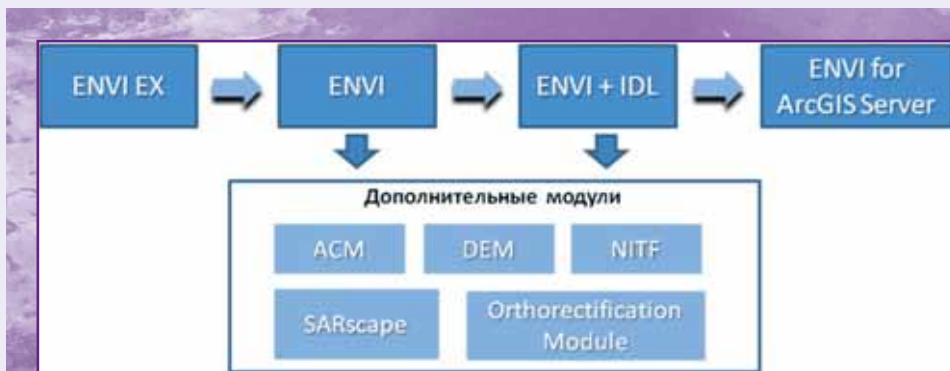 ENVI EX
ENVI
ENVI + IDL
ENVI for
ArcGIS Server
Дополнительные модули
ACM
DEM
NITF
SARscape
Orthorectification
Module